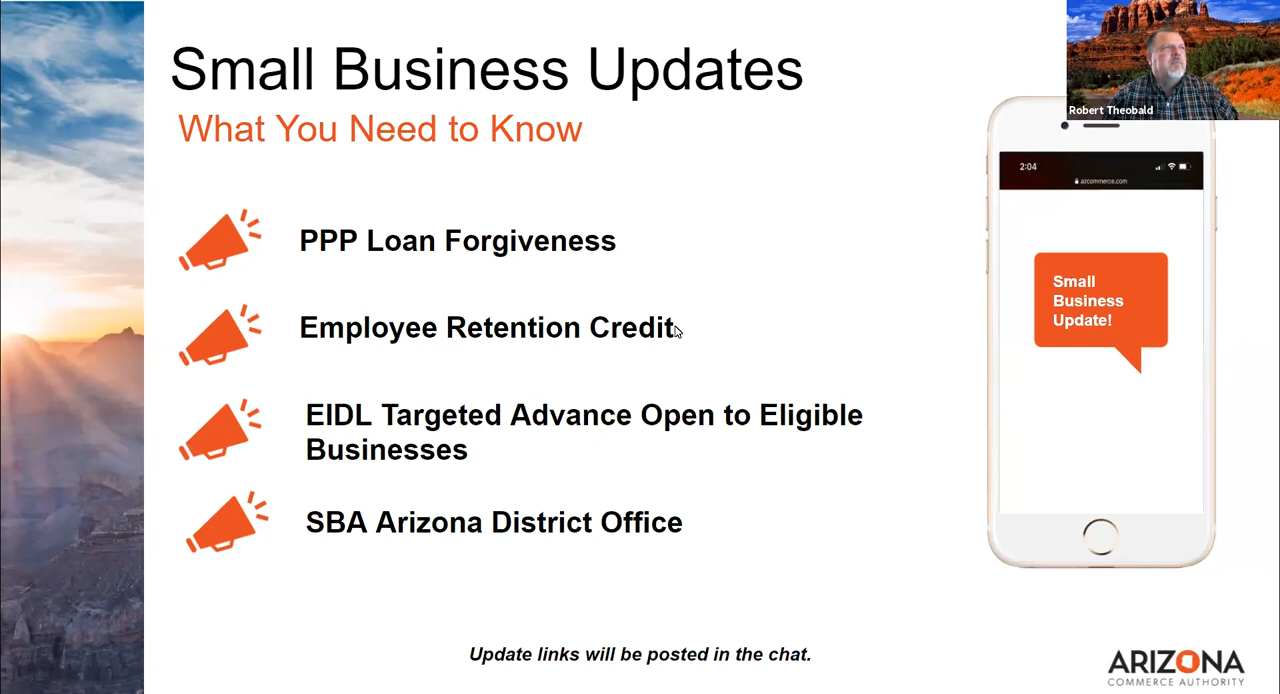 Small Business Updates
What You Need to Know
Robert Theobald
2:04
azcommerce.com
PPP Loan Forgiveness
Small
Business
Update!
Employee Retention Credit
EIDL Targeted Advance Open to Eligible
Businesses
SBA Arizona District Office
Update links will be posted in the chat.
ARIZONA
COMMERCE AUTHORITY